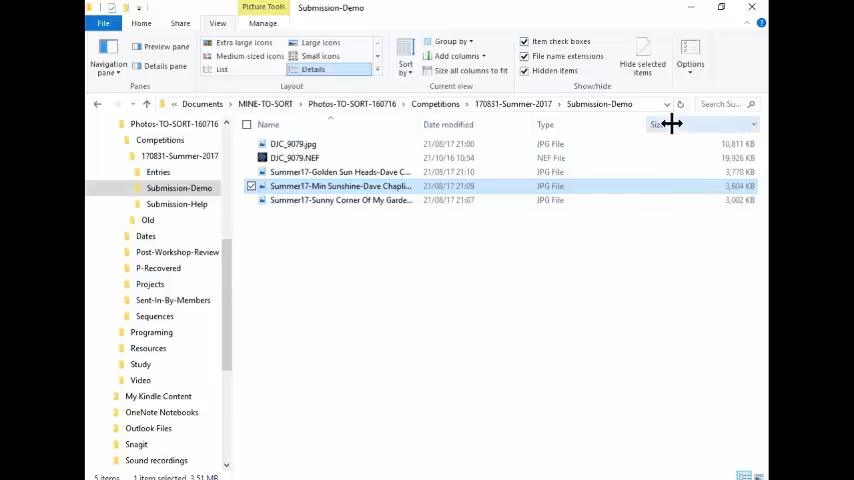 Picture Tools
Submission-Demo
File
Home
Share
View
Manage
Navigation pane
Preview pane
Details pane
Panes
Extra large icons
Large icons
Medium-sized icons
Small icons
List
Details
Layout
Sort by
Group by
Add columns
Size all columns to fit
Current view
Item check boxes
File name extensions
Hidden items
Hide selected items
Show/hide
Options
« Documents > MINE-TO-SORT > Photos-TO-SORT-160716 > Competitions > 170831-Summer-2017 > Submission-Demo
Search Su...
Name Date modified Type
DJC_9079.jpg 21/08/17 21:00 JPG File 10,811 KB
DJC_9079.NEF 21/10/16 10:54 NEF File 19,926 KB
Summer17-Golden Sun Heads-Dave C... 21/08/17 21:10 JPG File 3,770 KB
Summer17-Min Sunshine-Dave Chapli... 21/08/17 21:09 JPG File 3,604 KB
Summer17-Sunny Corner Of My Garde... 21/08/17 21:07 JPG File 3,002 KB
Photos-TO-SORT-160716
Competitions
170831-Summer-2017
Entries
Submission-Demo
Submission-Help
Old
Dates
Post-Workshop-Review
P-Recovered
Projects
Sent-In-By-Members
Sequences
Programing
Resources
Study
Video
My Kindle Content
OneNote Notebooks
Outlook Files
Snagit
Sound recordings
5 items 1 item selected 3.51 MB